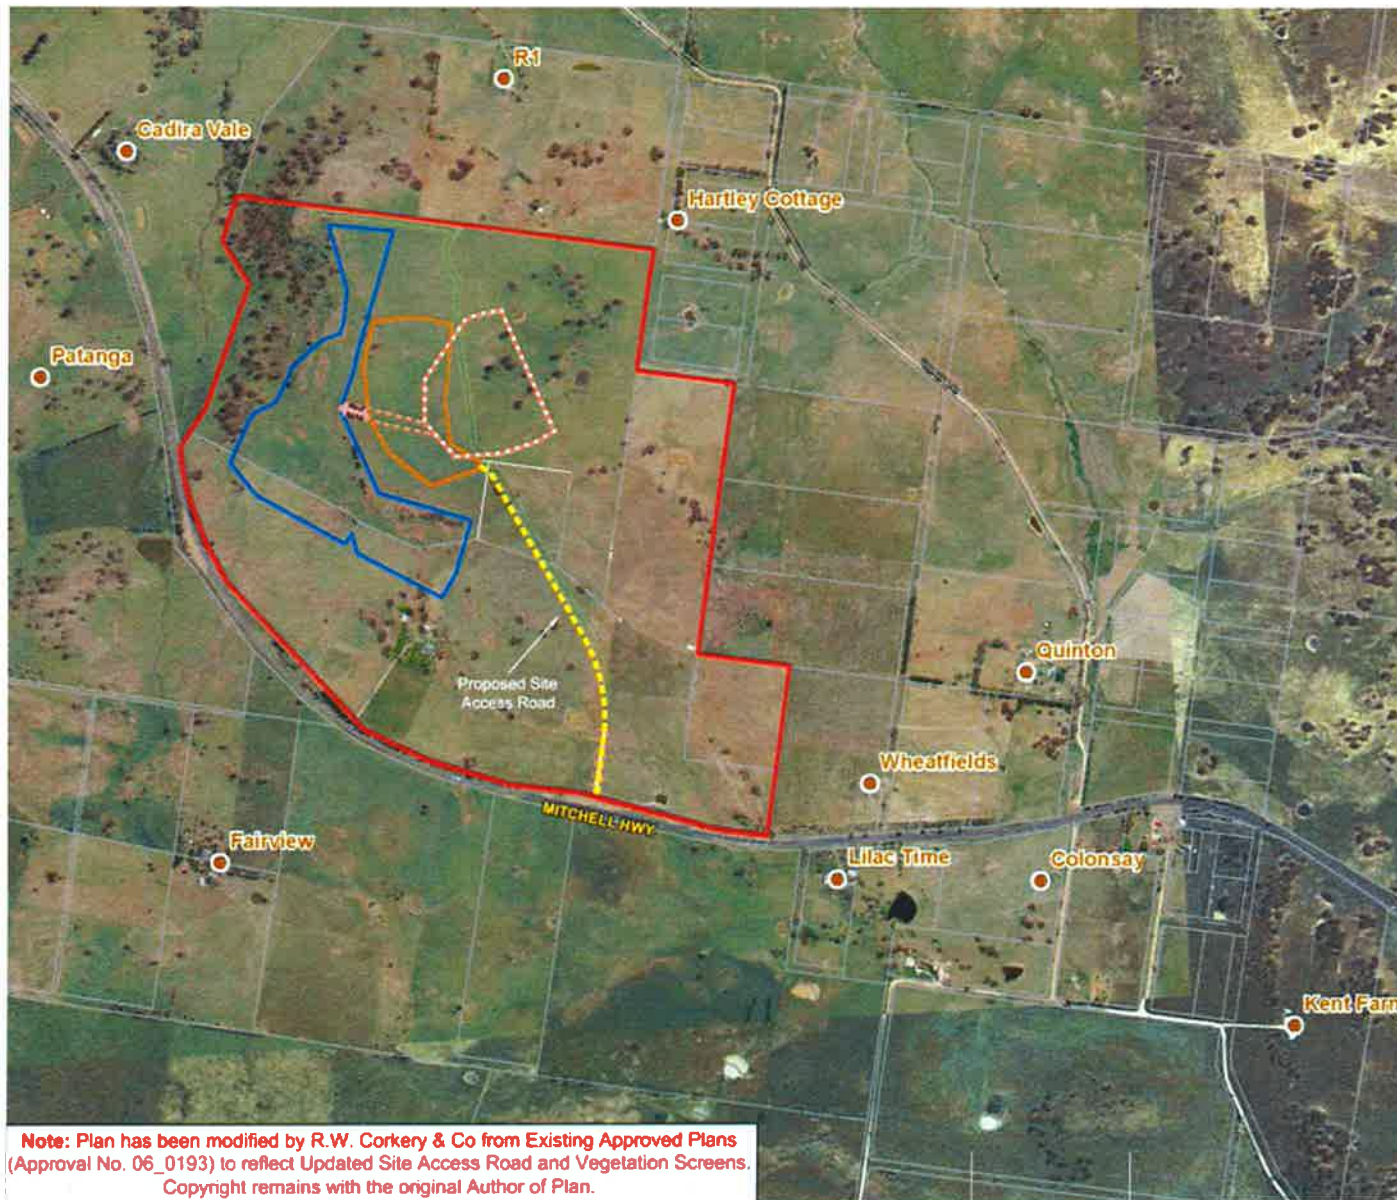 R1
Cadira Vale
Hartley Cottage
Patanga
Proposed Site
Access Road
Quinton
Wheatfields
MITCHELL HWY
Fairview
Lilac Time
Colonsay
Kent Farm
Note: Plan has been modified by R.W. Corkery & Co from Existing Approved Plans
(Approval No. 06_0193) to reflect Updated Site Access Road and Vegetation Screens.
Copyright remains with the original Author of Plan.